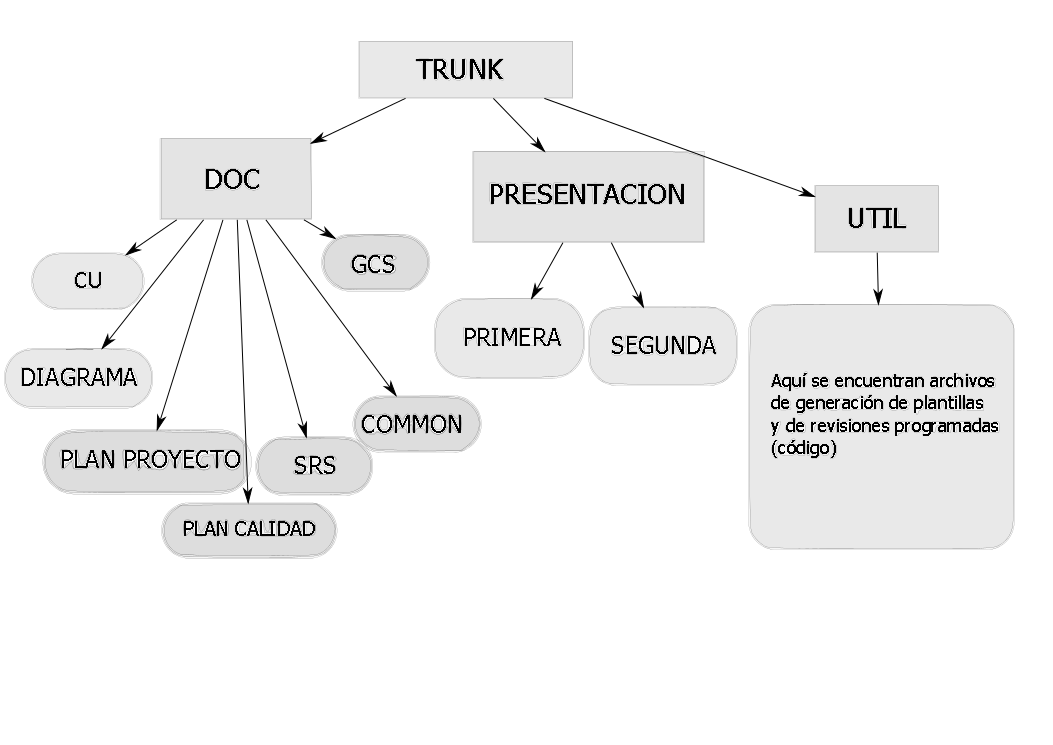 TRUNK
DOC
PRESENTACION
UTIL
CU
GCS
PRIMERA
SEGUNDA
DIAGRAMA
COMMON
PLAN PROYECTO
SRS
PLAN CALIDAD
Aquí se encuentran archivos
de generación de plantillas
y de revisiones programadas
(código)